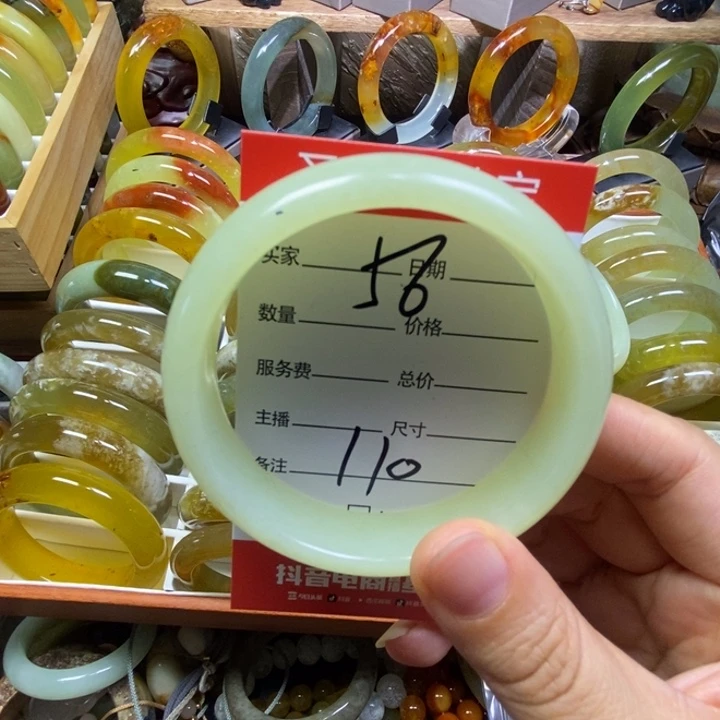 58
买家 日期
数量 价格
服务费 总价
主播 尺寸
备注 110
抖音电商